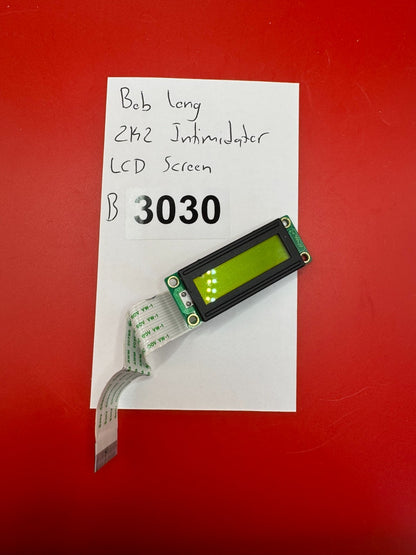 Bob Long
2k2 Intimidator
LCD Screen
B 3030